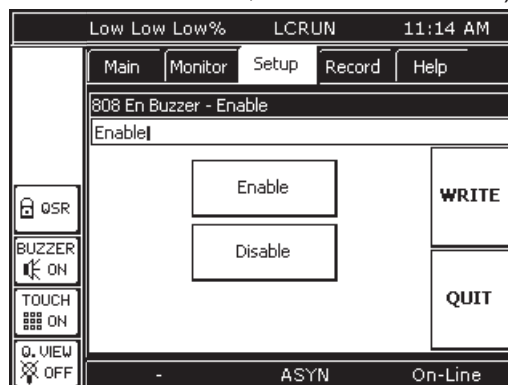 Low Low Low% LCRUN 11:14 AM
Main Monitor Setup Record Help
808 En Buzzer - Enable
Enable
Enable
Disable
WRITE
QUIT
QSR
BUZZER
ON
TOUCH
ON
Q. VIEW
OFF
- ASYN On-Line